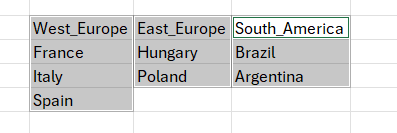 West_Europe East_Europe South_America
France Hungary Brazil
Italy Poland Argentina
Spain